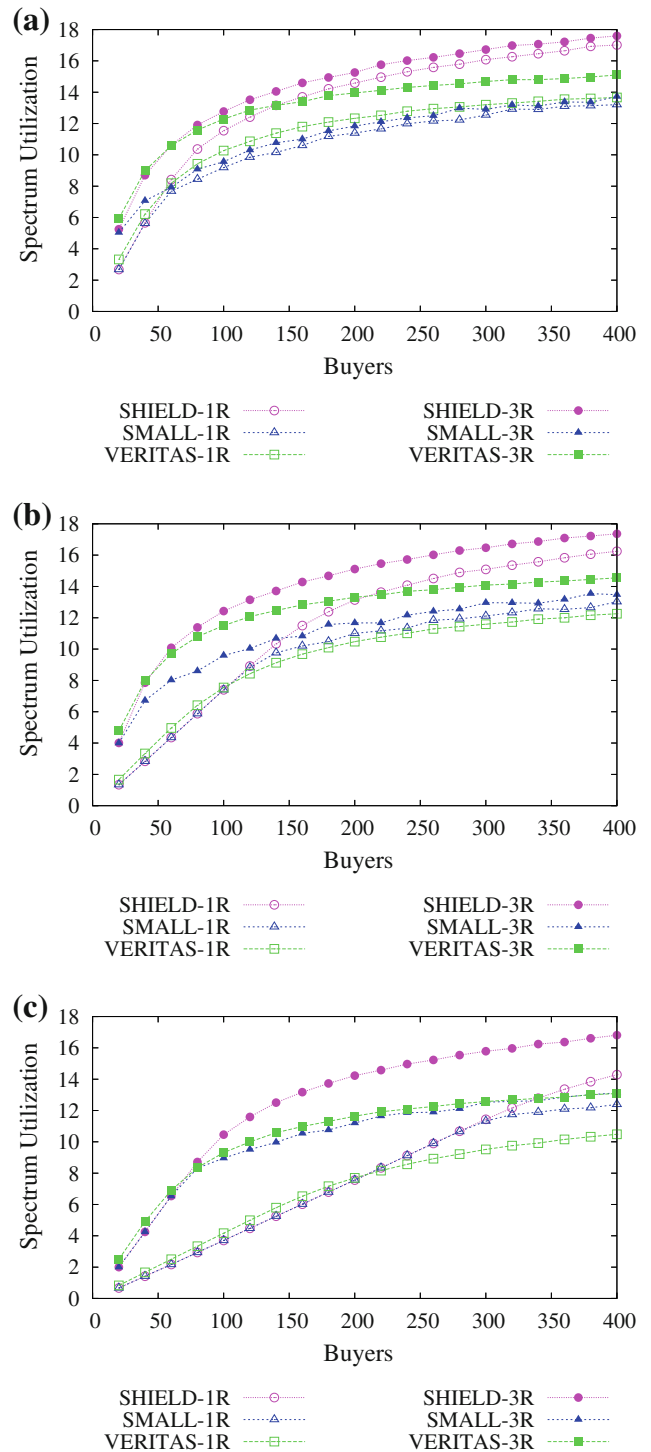 (a)
18
16
14
12
10
8
6
4
2
0
Spectrum Utilization
0 50 100 150 200 250 300 350 400
Buyers
SHIELD-1R SHIELD-3R
SMALL-1R SMALL-3R
VERITAS-1R VERITAS-3R
(b)
18
16
14
12
10
8
6
4
2
0
Spectrum Utilization
0 50 100 150 200 250 300 350 400
Buyers
SHIELD-1R SHIELD-3R
SMALL-1R SMALL-3R
VERITAS-1R VERITAS-3R
(c)
18
16
14
12
10
8
6
4
2
0
Spectrum Utilization
0 50 100 150 200 250 300 350 400
Buyers
SHIELD-1R SHIELD-3R
SMALL-1R SMALL-3R
VERITAS-1R VERITAS-3R